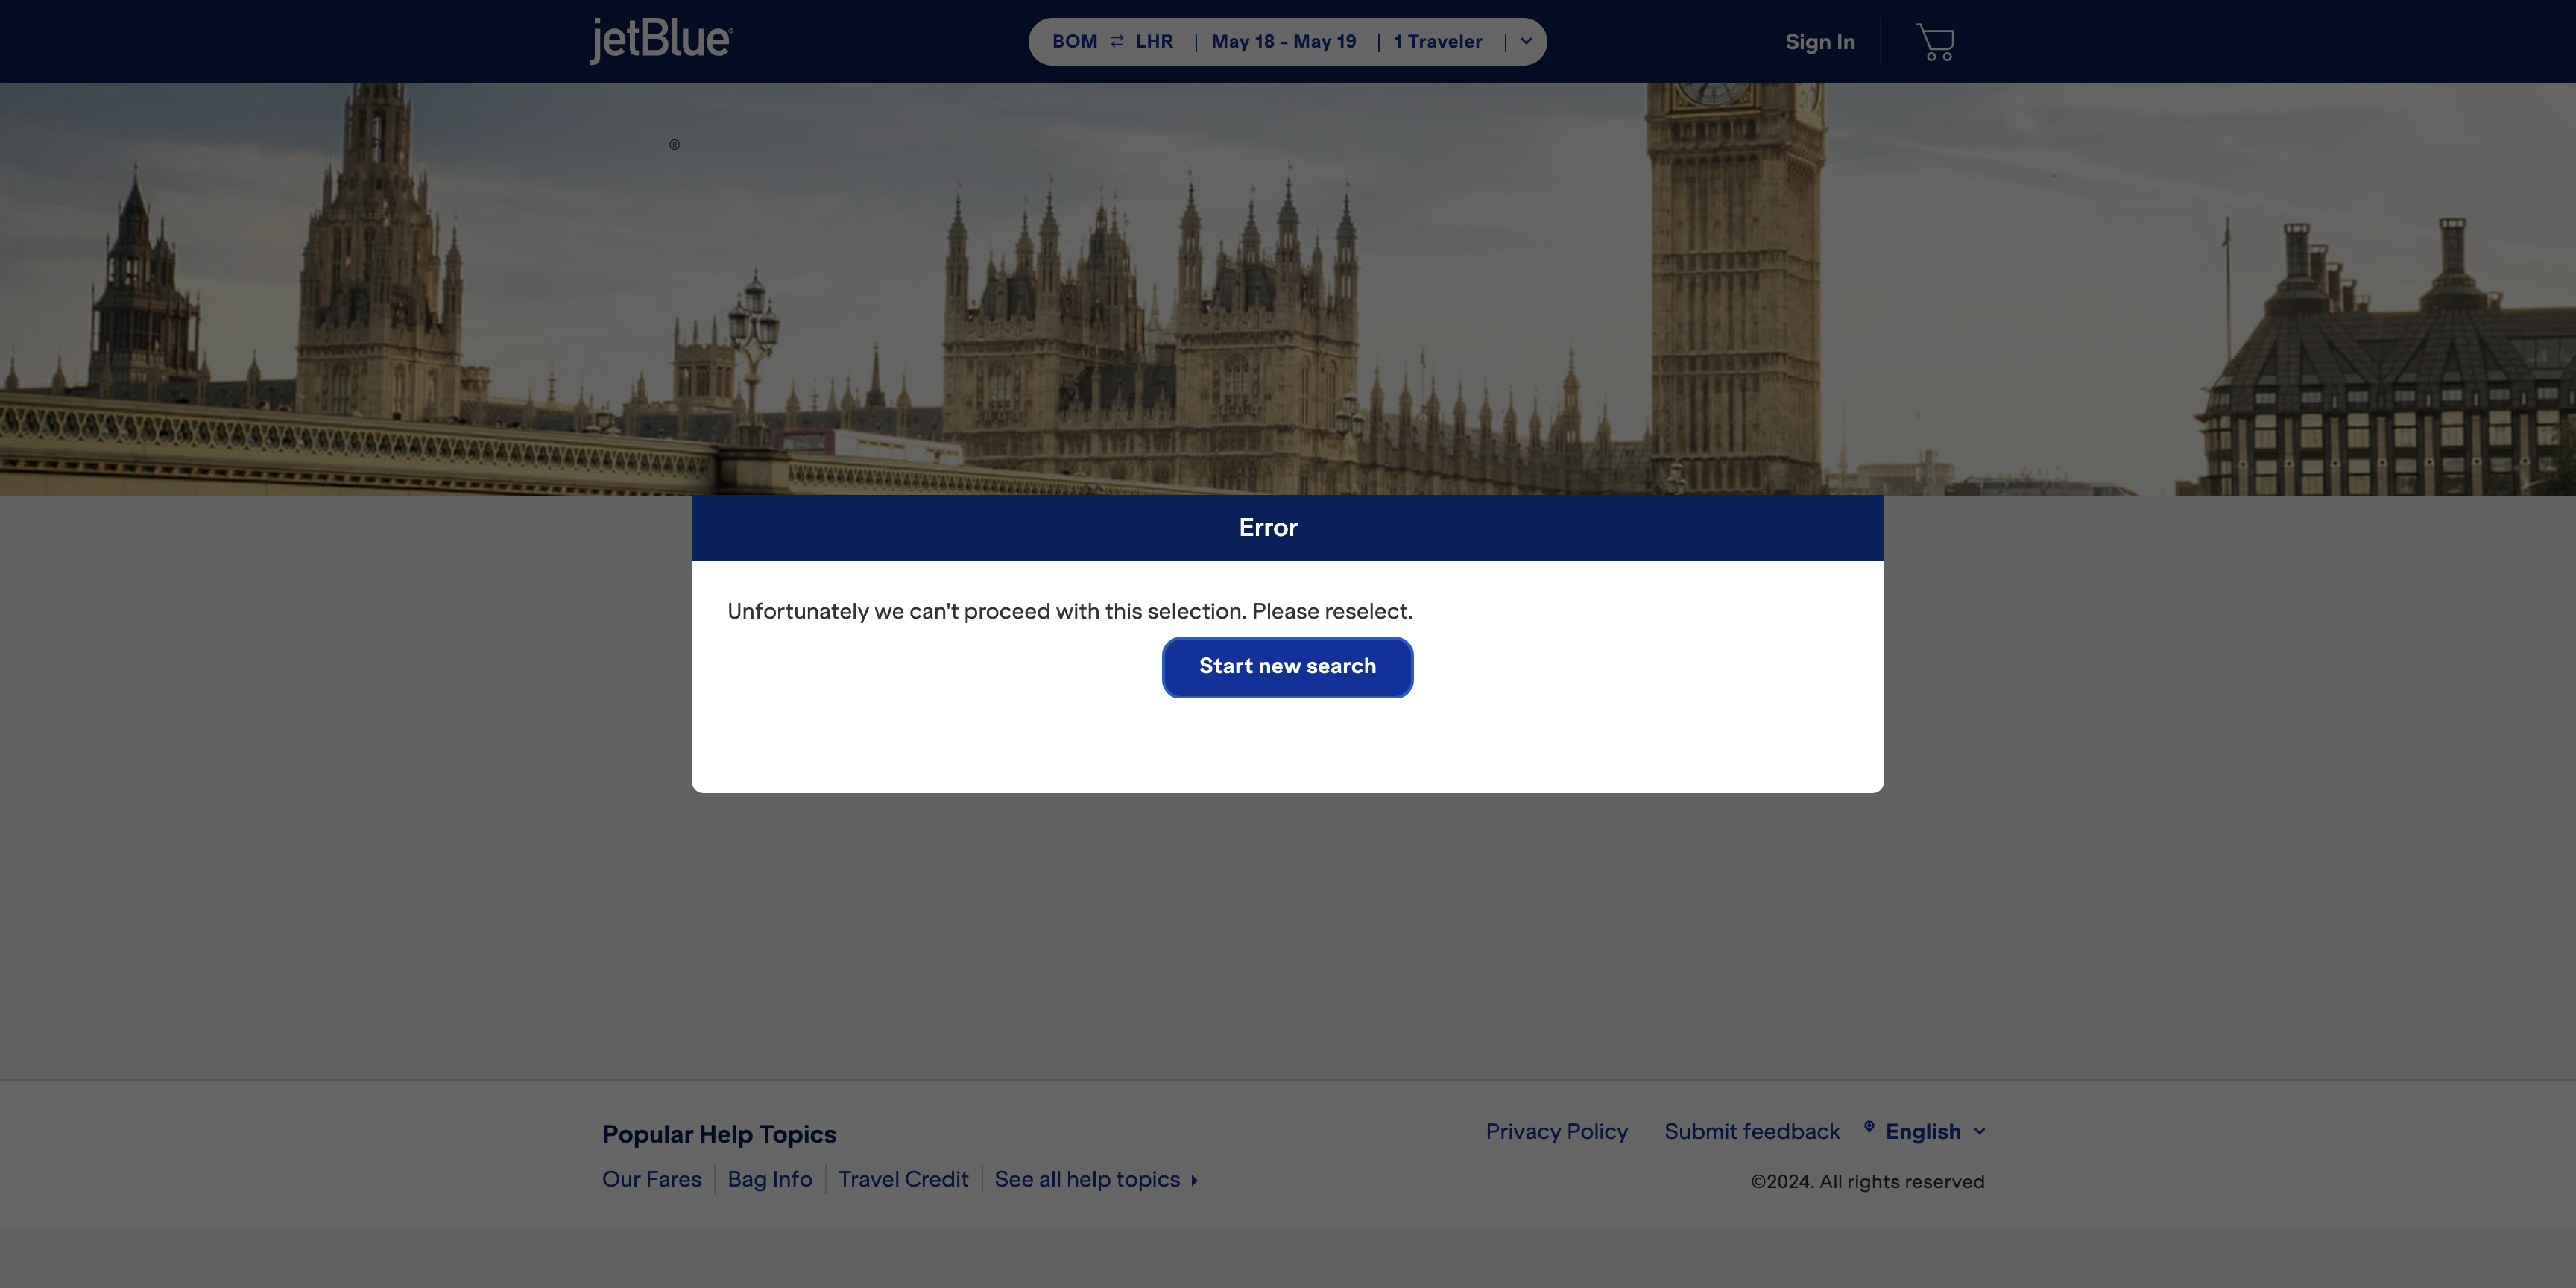 jetBlue®
BOM ⇄ LHR | May 18 - May 19 | 1 Traveler |
Sign In
®
Error
Unfortunately we can't proceed with this selection. Please reselect.
Start new search
Popular Help Topics
Our Fares | Bag Info | Travel Credit | See all help topics
Privacy Policy Submit feedback English
©2024. All rights reserved